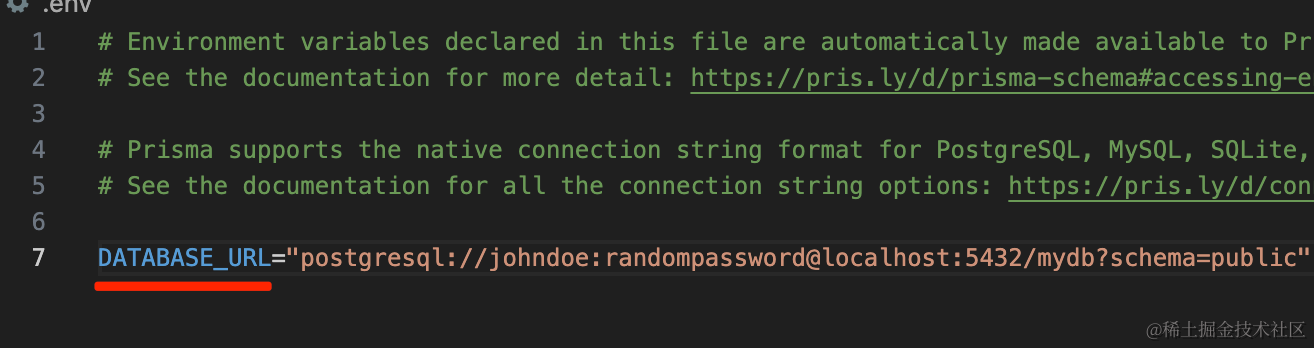 .env
1 # Environment variables declared in this file are automatically made available to Pr
2 # See the documentation for more detail: https://pris.ly/d/prisma-schema#accessing-e
3
4 # Prisma supports the native connection string format for PostgreSQL, MySQL, SQLite,
5 # See the documentation for all the connection string options: https://pris.ly/d/con
6
7 DATABASE_URL="postgresql://johndoe:randompassword@localhost:5432/mydb?schema=public"
@稀土掘金技术社区